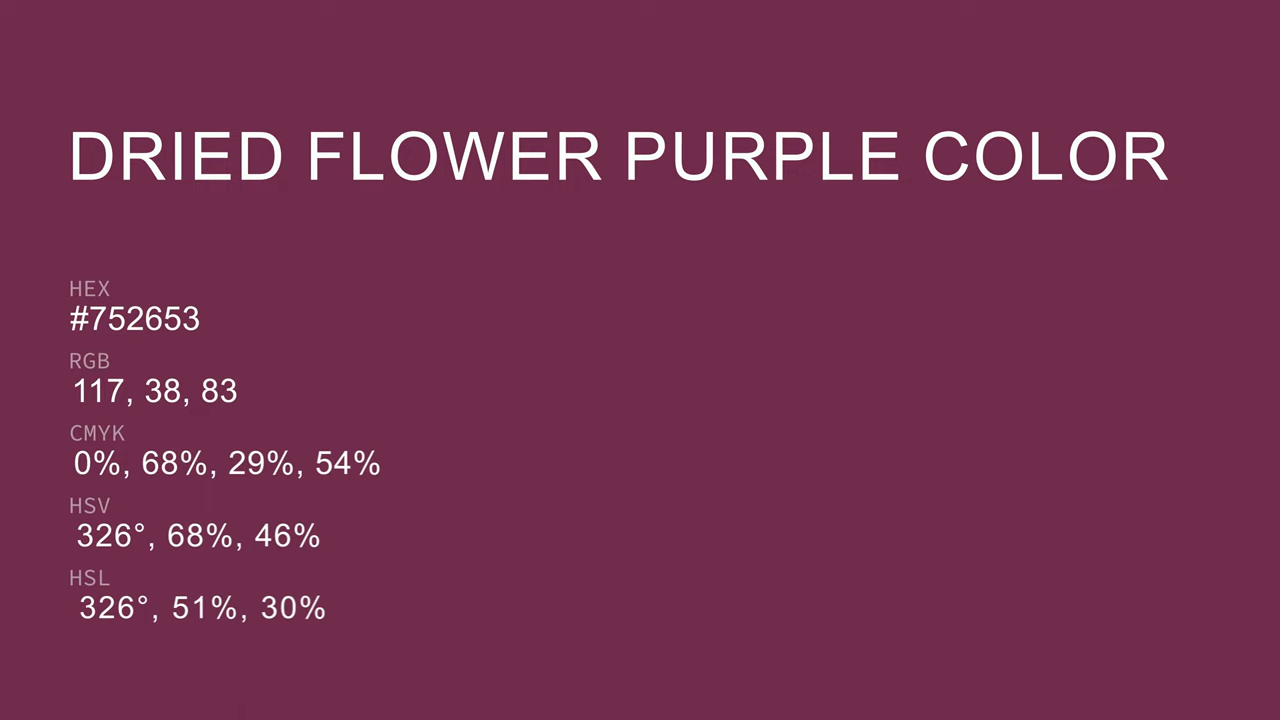 DRIED FLOWER PURPLE COLOR
HEX
#752653
RGB
117, 38, 83
CMYK
0%, 68%, 29%, 54%
HSV
326°, 68%, 46%
HSL
326°, 51%, 30%